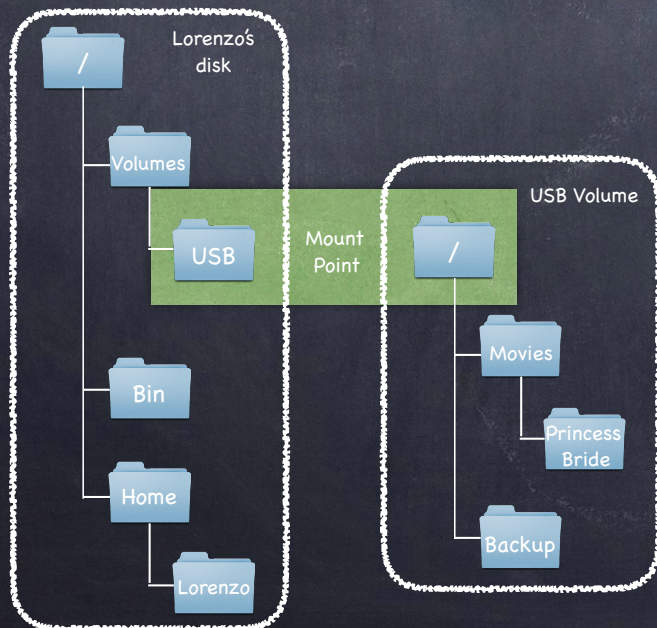 Lorenzo's
disk
/
Volumes
USB
Bin
Home
Lorenzo
Mount
Point
USB Volume
/
Movies
Princess
Bride
Backup